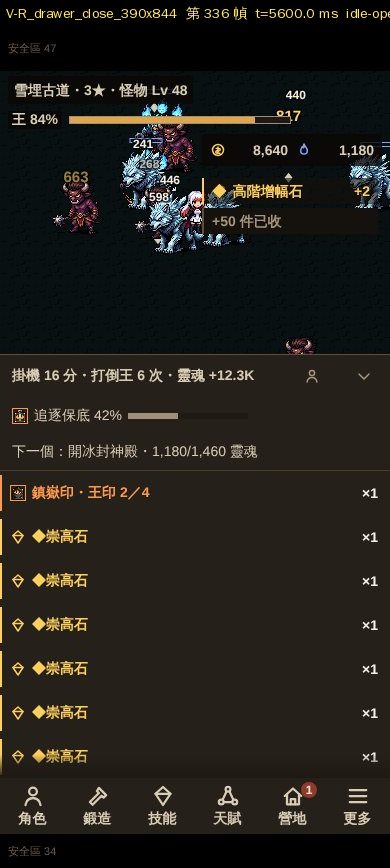 V-R_drawer_close_390x844 第 336 幀 t=5600.0 ms idle-ope
安全區 47
雪埋古道・3★・怪物 Lv 48
440
王 84%
817
241
8,640
1,180
268
663
446
598
◆ 高階增幅石 +2
+50 件已收
掛機 16 分・打倒王 6 次・靈魂 +12.3K
追逐保底 42%
下一個：開冰封神殿・1,180/1,460 靈魂
鎮嶽印・王印 2／4 ×1
◆崇高石 ×1
◆崇高石 ×1
◆崇高石 ×1
◆崇高石 ×1
◆崇高石 ×1
◆崇高石 ×1
1
角色 鍛造 技能 天賦 營地 更多
安全區 34